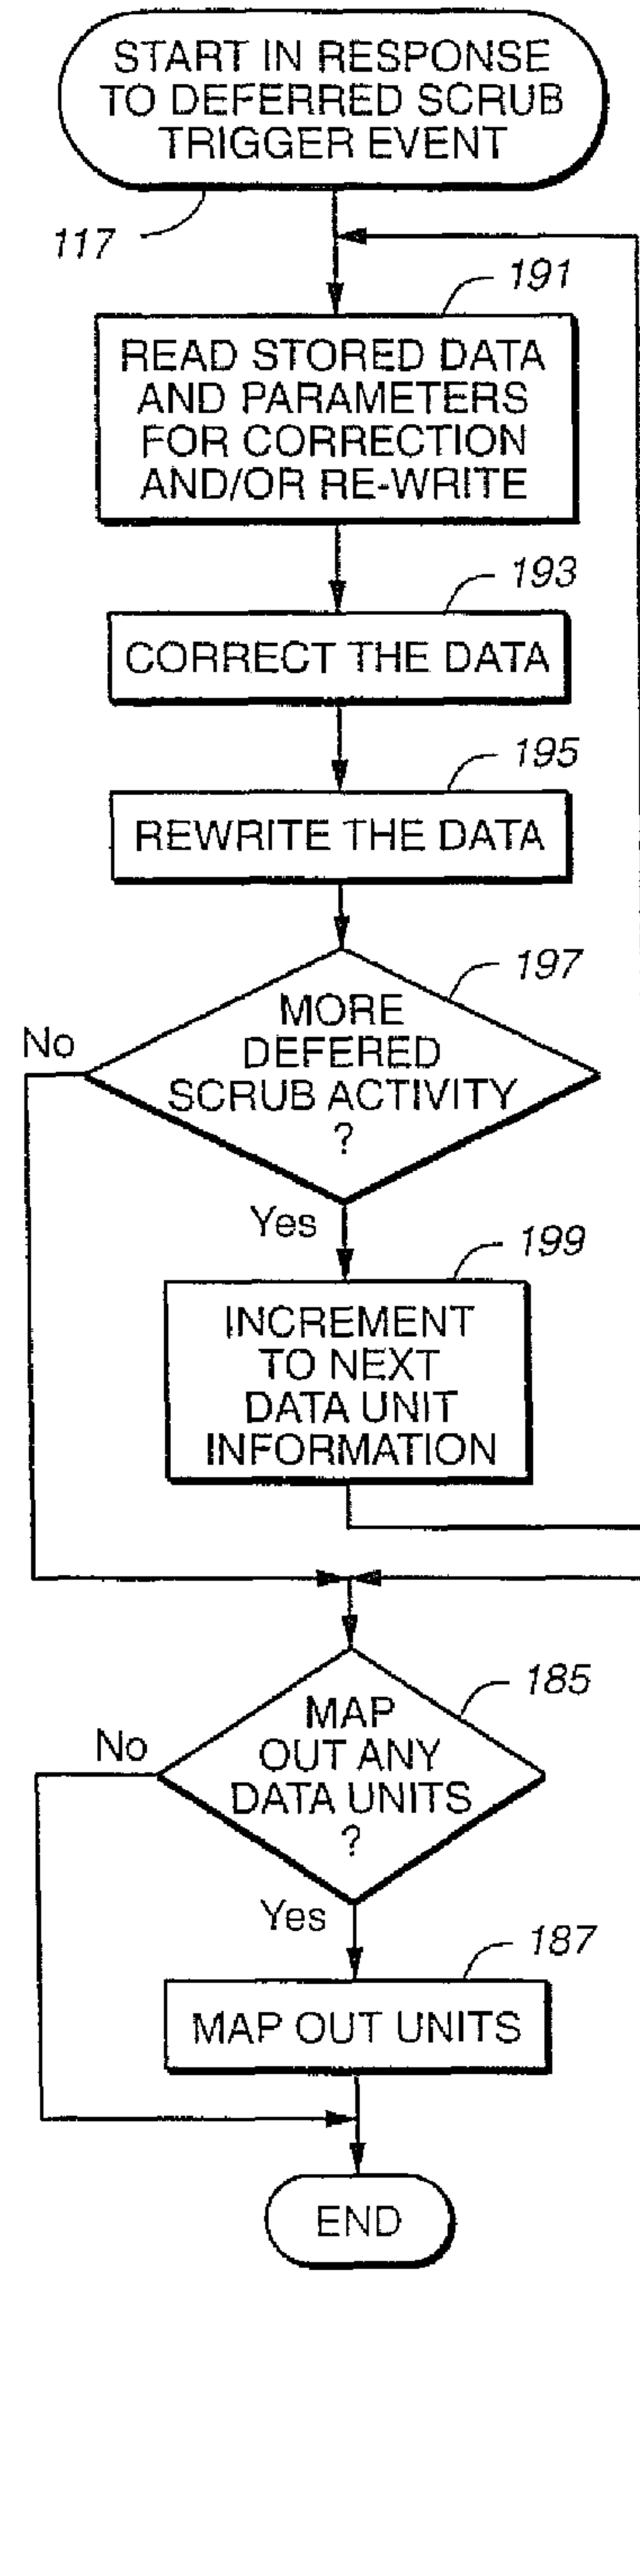 START IN RESPONSE
TO DEFERRED SCRUB
TRIGGER EVENT
117
191
READ STORED DATA
AND PARAMETERS
FOR CORRECTION
AND/OR RE-WRITE
193
CORRECT THE DATA
195
REWRITE THE DATA
197
MORE
DEFERED
SCRUB ACTIVITY
?
No
Yes
199
INCREMENT
TO NEXT
DATA UNIT
INFORMATION
185
MAP
OUT ANY
DATA UNITS
?
No
Yes
187
MAP OUT UNITS
END